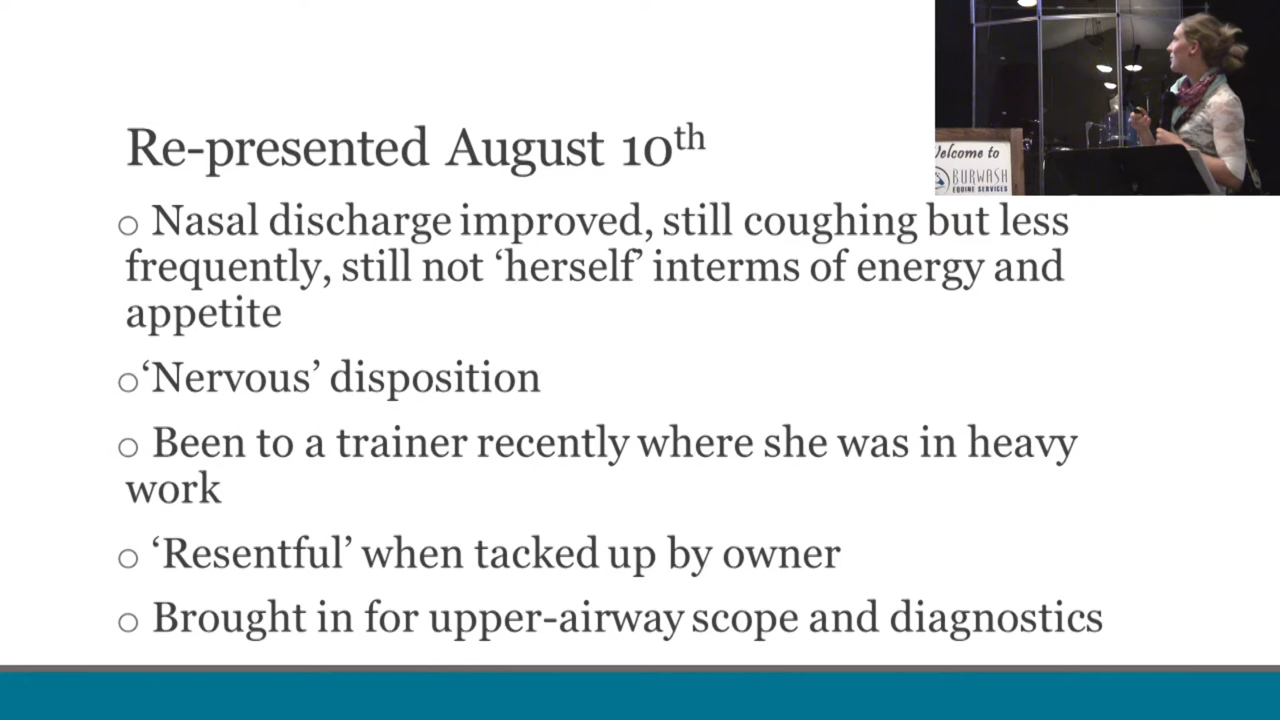 Welcome to
BURWASH
EQUINE SERVICES
Re-presented August 10th
○ Nasal discharge improved, still coughing but less
frequently, still not ‘herself’ interms of energy and
appetite
○ ‘Nervous’ disposition
○ Been to a trainer recently where she was in heavy
work
○ ‘Resentful’ when tacked up by owner
○ Brought in for upper-airway scope and diagnostics